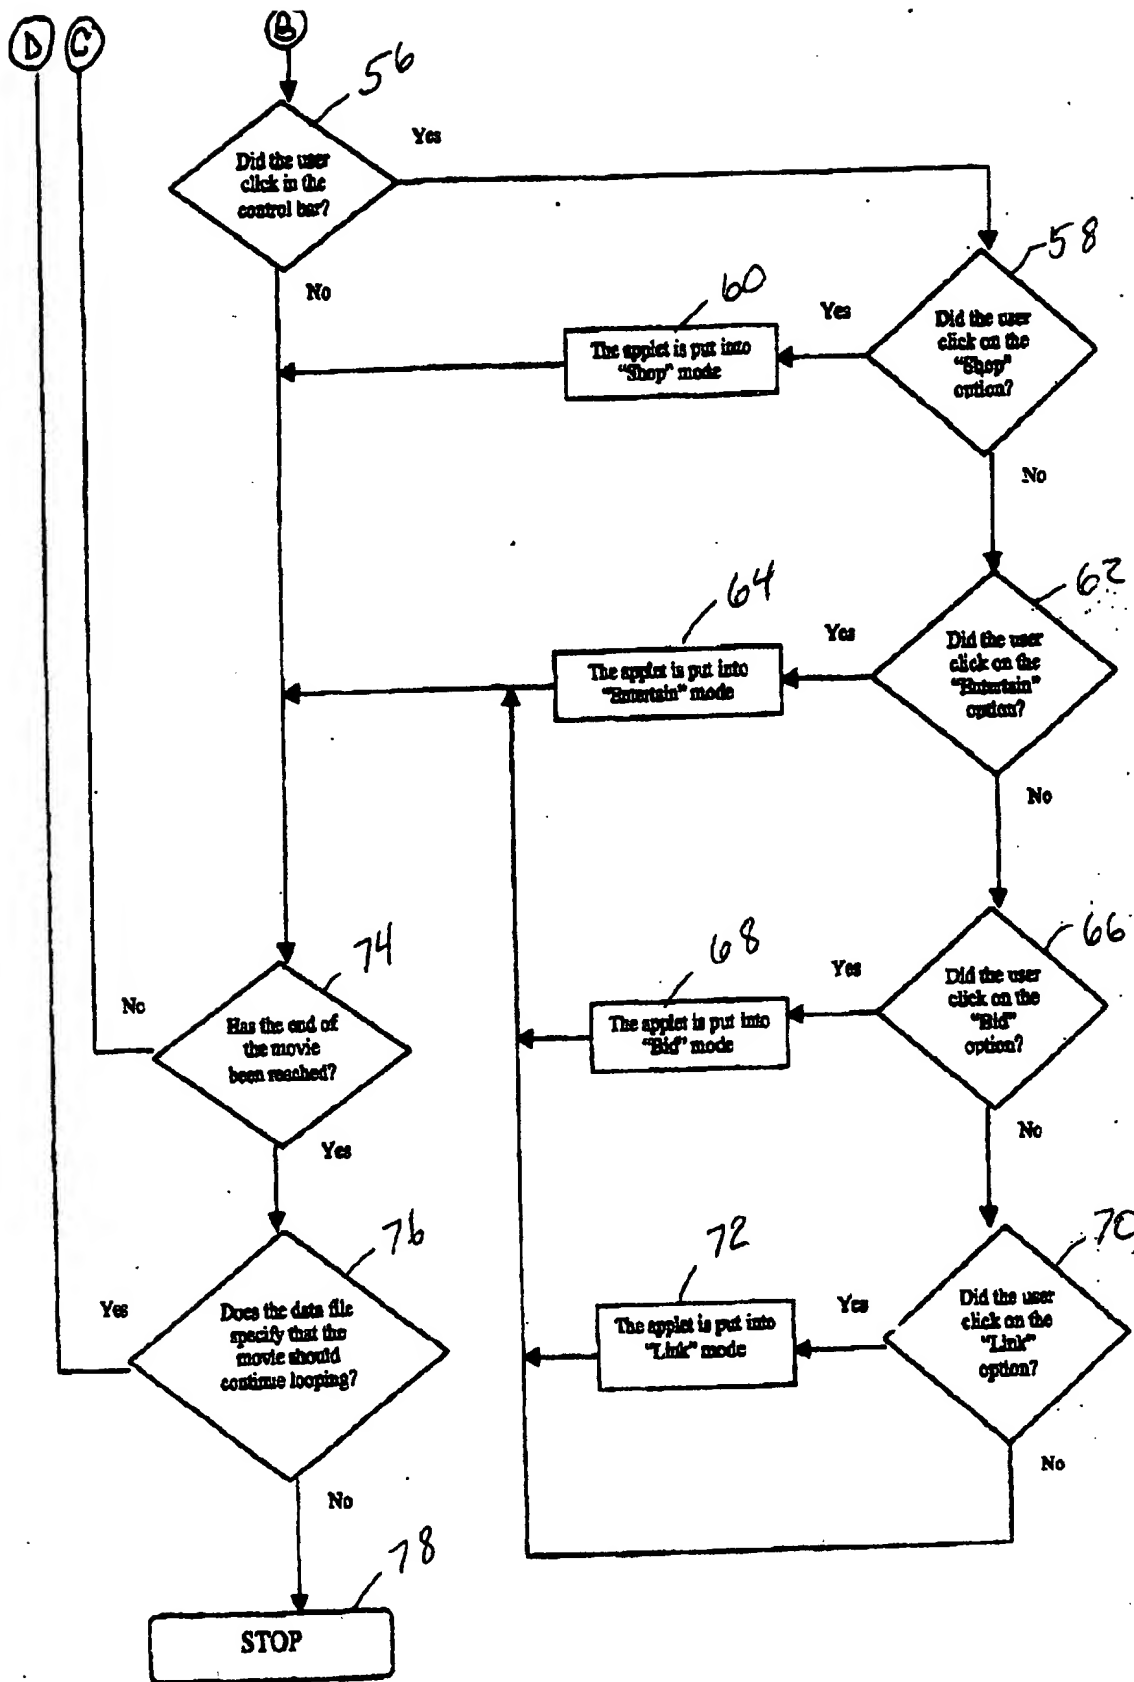 D
C
B
56
Did the user
click in the
control bar?
Yes
No
58
Did the user
click on the
"Shop"
option?
Yes
No
60
The applet is put into
"Shop" mode
62
Did the user
click on the
"Entertain"
option?
Yes
No
64
The applet is put into
"Entertain" mode
66
Did the user
click on the
"Bid"
option?
Yes
No
68
The applet is put into
"Bid" mode
70
Did the user
click on the
"Link"
option?
Yes
No
72
The applet is put into
"Link" mode
74
Has the end of
the movie
been reached?
No
Yes
76
Does the data file
specify that the
movie should
continue looping?
Yes
No
78
STOP